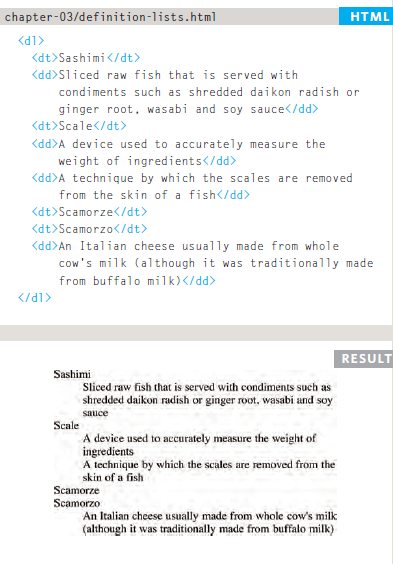 chapter-03/definition-lists.html HTML
<dl>
<dt>Sashimi</dt>
<dd>Sliced raw fish that is served with
condiments such as shredded daikon radish or
ginger root, wasabi and soy sauce</dd>
<dt>Scale</dt>
<dd>A device used to accurately measure the
weight of ingredients</dd>
<dd>A technique by which the scales are removed
from the skin of a fish</dd>
<dt>Scamorze</dt>
<dt>Scamorzo</dt>
<dd>An Italian cheese usually made from whole
cow's milk (although it was traditionally made
from buffalo milk)</dd>
</dl>
RESULT
Sashimi
Sliced raw fish that is served with condiments such as
shredded daikon radish or ginger root, wasabi and soy
sauce
Scale
A device used to accurately measure the weight of
ingredients
A technique by which the scales are removed from the
skin of a fish
Scamorze
Scamorzo
An Italian cheese usually made from whole cow's milk
(although it was traditionally made from buffalo milk)